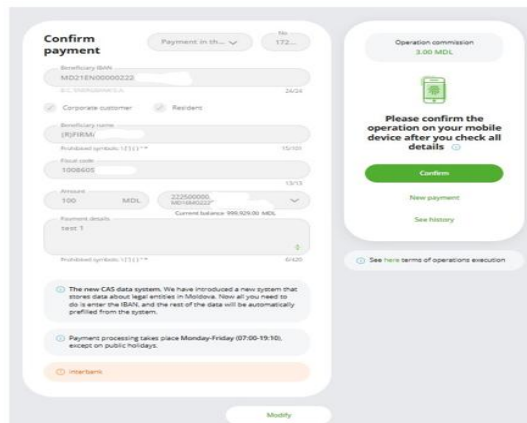 Confirm
payment
Payment in th...
No
172...
Beneficiary IBAN
MD21EN00000222
B.C. ENERGBANK S.A.
24/24
Corporate customer
Resident
Beneficiary name
(R)FIRMA
Prohibited symbols:
15/101
Fiscal code
1008605
13/13
Amount
100 MDL
222500000.
Current balance: 999,929.00 MDL
Payment details
test 1
Prohibited symbols:
6/420
The new CAS data system. We have introduced a new system that
stores data about legal entities in Moldova. Now all you need to
do is enter the IBAN, and the rest of the data will be automatically
prefilled from the system.
Payment processing takes place Monday-Friday (07:00-19:10),
except on public holidays.
Interbank
Modify
Operation commission
3.00 MDL
Please confirm the
operation on your mobile
device after you check all
details
Confirm
New payment
See history
See here terms of operations execution